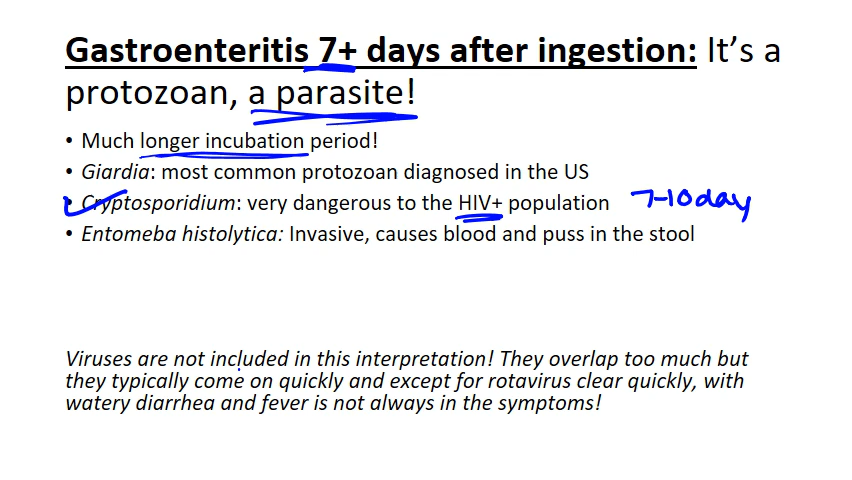 Gastroenteritis 7+ days after ingestion: It's a
protozoan, a parasite!
• Much longer incubation period!
• Giardia: most common protozoan diagnosed in the US
• Cryptosporidium: very dangerous to the HIV+ population 7-10day
• Entomeba histolytica: Invasive, causes blood and puss in the stool
Viruses are not included in this interpretation! They overlap too much but
they typically come on quickly and except for rotavirus clear quickly, with
watery diarrhea and fever is not always in the symptoms!